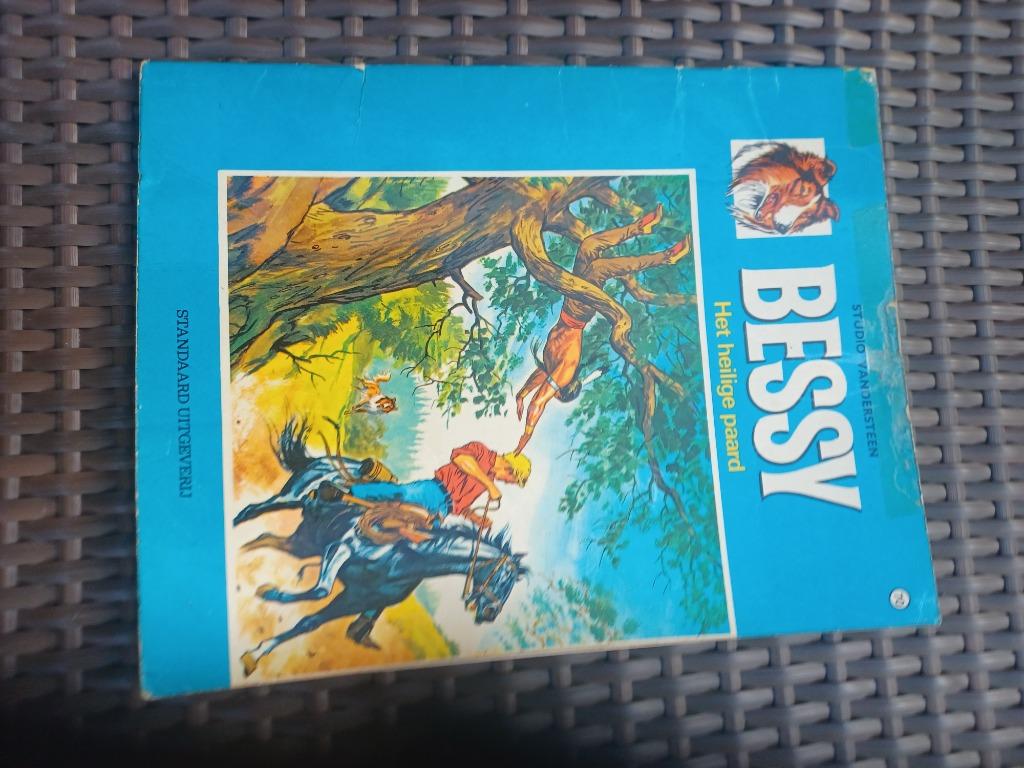 STUDIO VANDERSTEEN
BESSY
Het heilige paard
STANDAARD UITGEVERIJ